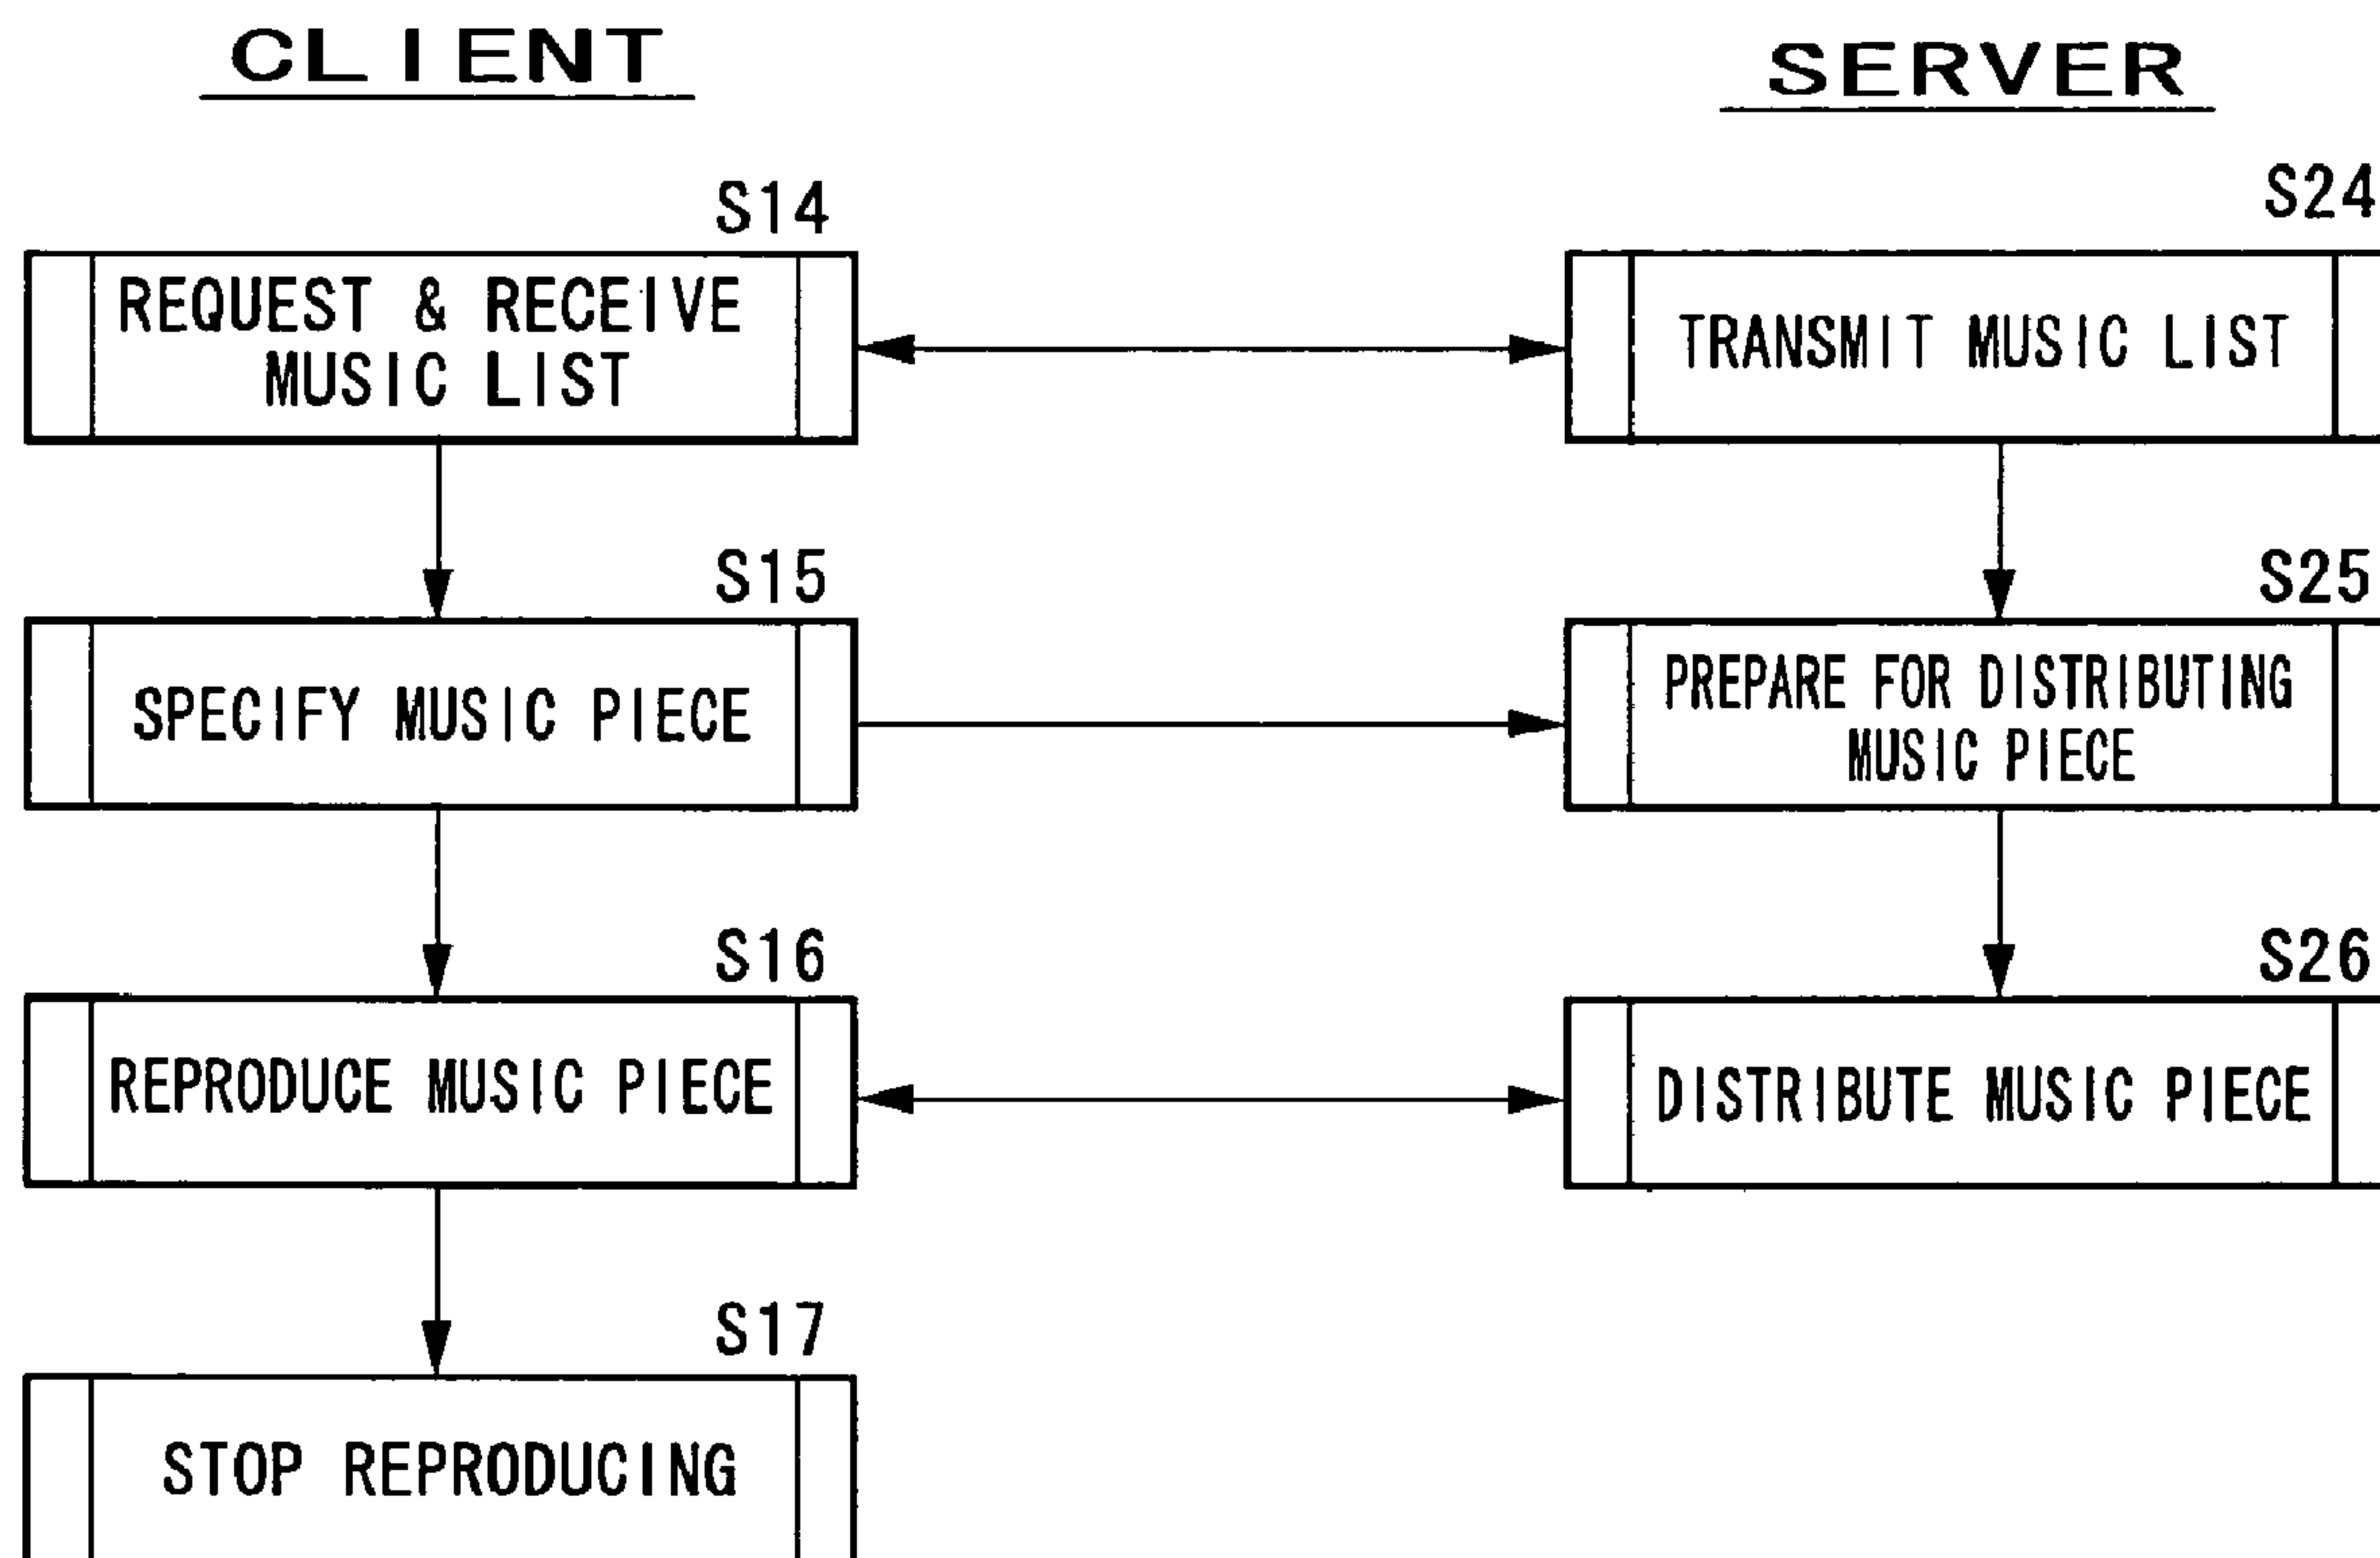 CLIENT
SERVER
S14
REQUEST & RECEIVE
MUSIC LIST
S24
TRANSMIT MUSIC LIST
S15
SPECIFY MUSIC PIECE
S25
PREPARE FOR DISTRIBUTING
MUSIC PIECE
S16
REPRODUCE MUSIC PIECE
S26
DISTRIBUTE MUSIC PIECE
S17
STOP REPRODUCING